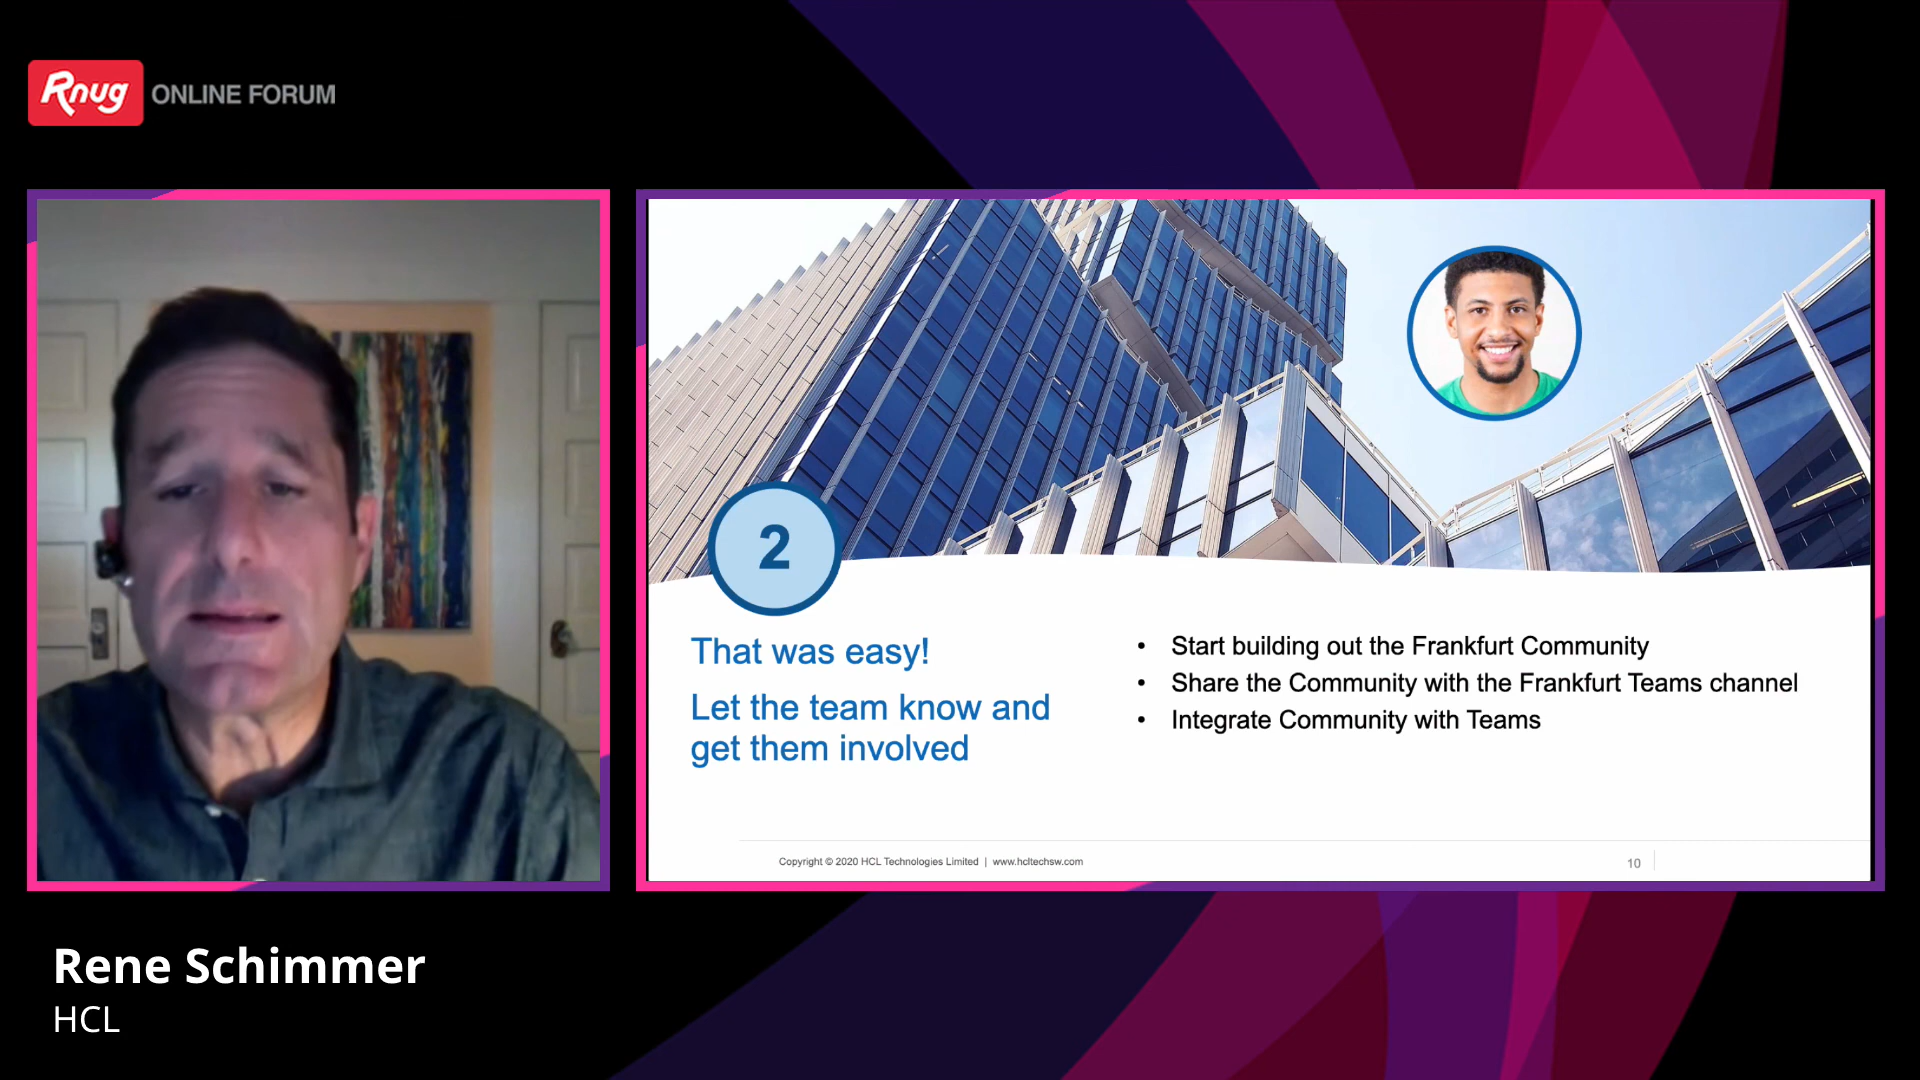 Rnug ONLINE FORUM
2
That was easy!
Let the team know and
get them involved
• Start building out the Frankfurt Community
• Share the Community with the Frankfurt Teams channel
• Integrate Community with Teams
Copyright © 2020 HCL Technologies Limited | www.hcltechsw.com
10
Rene Schimmer
HCL